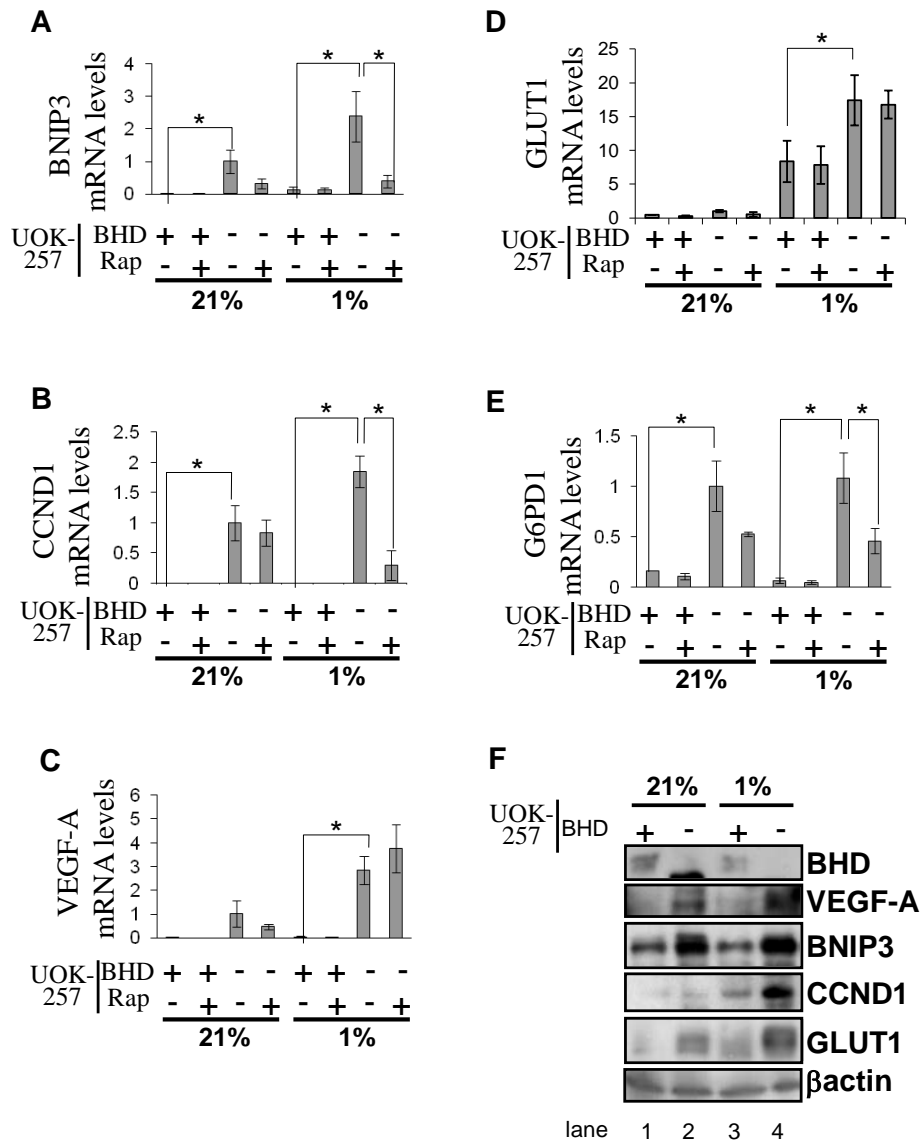 A
BNIP3
mRNA levels
4
3
2
1
0
* * *
UOK-
257
BHD + + - - + + - -
Rap - + - + - + - +
21% 1%
B
CCND1
mRNA levels
2.5
2
1.5
1
0.5
0
* * *
UOK-
257
BHD + + - - + + - -
Rap - + - + - + - +
21% 1%
C
VEGF-A
mRNA levels
6
5
4
3
2
1
0
*
UOK-
257
BHD + + - - + + - -
Rap - + - + - + - +
21% 1%
D
GLUT1
mRNA levels
25
20
15
10
5
0
*
UOK-
257
BHD + + - - + + - -
Rap - + - + - + - +
21% 1%
E
G6PD1
mRNA levels
1.5
1
0.5
0
* * *
UOK-
257
BHD + + - - + + - -
Rap - + - + - + - +
21% 1%
F
21% 1%
UOK-
257
BHD + - + -
BHD
VEGF-A
BNIP3
CCND1
GLUT1
βactin
lane 1 2 3 4